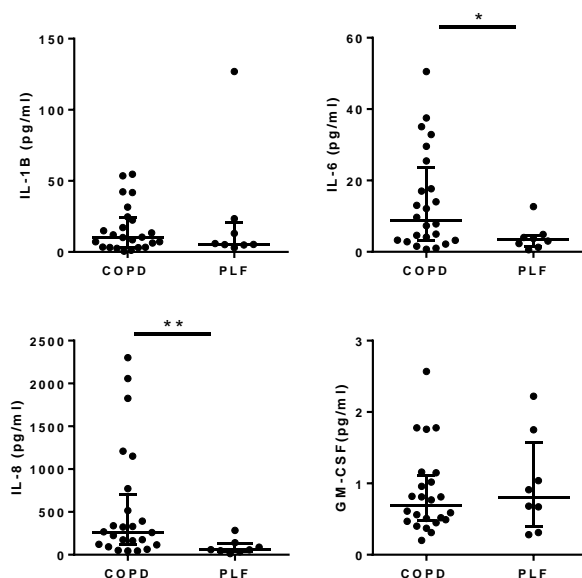 IL-1B (pg/ml)
150
100
50
0
COPD PLF
*
IL-6 (pg/ml)
60
40
20
0
COPD PLF
**
IL-8 (pg/ml)
2500
2000
1500
1000
500
0
COPD PLF
GM-CSF(pg/ml)
3
2
1
0
COPD PLF